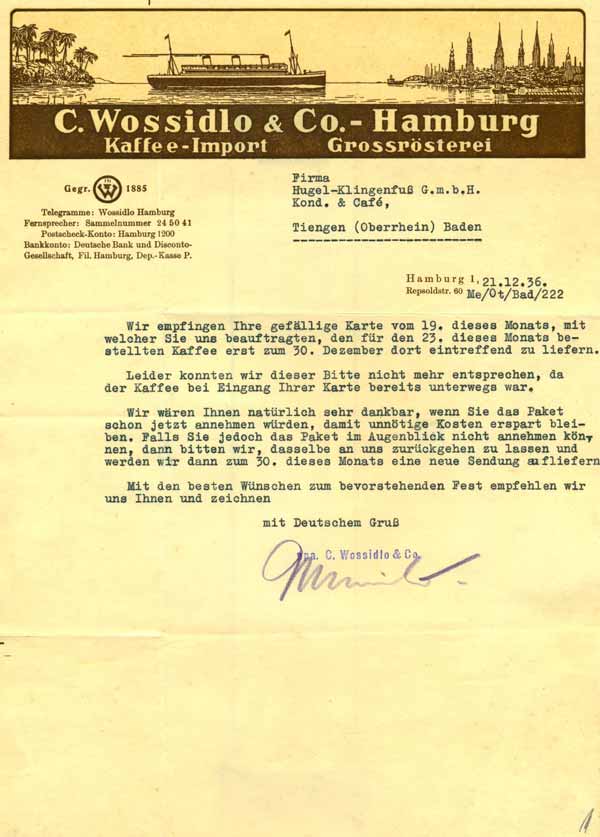 C. Wossidlo & Co. - Hamburg
Kaffee-Import Grossrösterei
Gegr. W 1885
Telegramme: Wossidlo Hamburg
Fernsprecher: Sammelnummer 24 50 41
Postscheck-Konto: Hamburg 1200
Bankkonto: Deutsche Bank und Disconto-
Gesellschaft, Fil. Hamburg, Dep.-Kasse P.
Firma
Hugel-Klingenfuß G.m.b.H.
Kond. & Café,
Tiengen (Oberrhein) Baden
Hamburg 1, 21.12.36.
Repsoldstr. 60 Me/Ot/Bad/222
Wir empfingen Ihre gefällige Karte vom 19. dieses Monats, mit
welcher Sie uns beauftragten, den für den 23. dieses Monats be-
stellten Kaffee erst zum 30. Dezember dort eintreffend zu liefern.
Leider konnten wir dieser Bitte nicht mehr entsprechen, da
der Kaffee bei Eingang Ihrer Karte bereits unterwegs war.
Wir wären Ihnen natürlich sehr dankbar, wenn Sie das Paket
schon jetzt annehmen würden, damit unnötige Kosten erspart blei-
ben. Falls Sie jedoch das Paket im Augenblick nicht annehmen kön-
nen, dann bitten wir, dasselbe an uns zurückgehen zu lassen und
werden wir dann zum 30. dieses Monats eine neue Sendung aufliefern
Mit den besten Wünschen zum bevorstehenden Fest empfehlen wir
uns Ihnen und zeichnen
mit Deutschem Gruß
ppa. C. Wossidlo & Co.